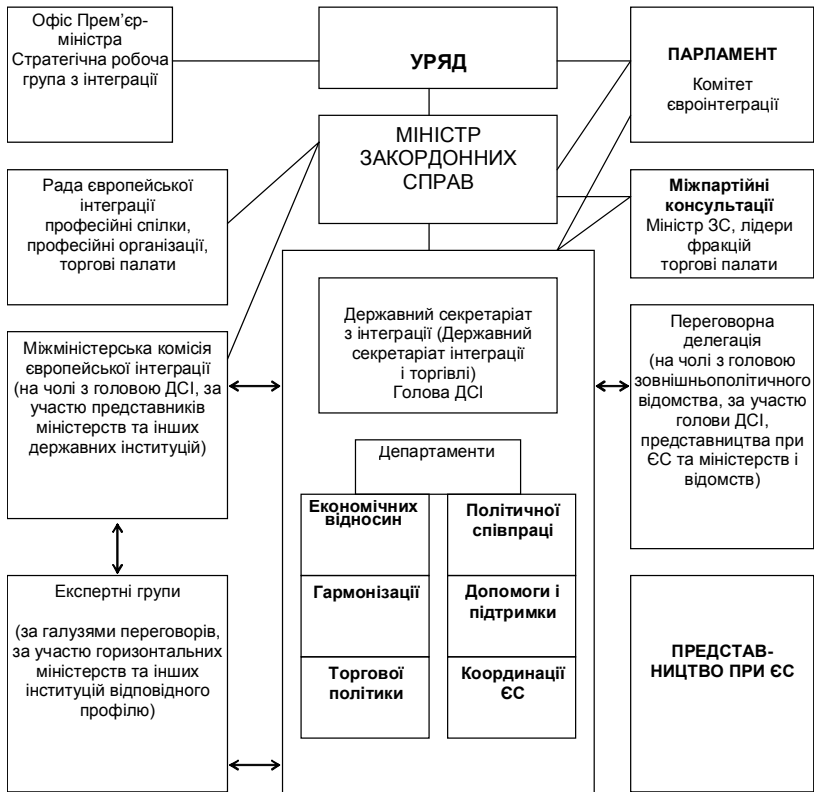 Офіс Прем’єр-
міністра
Стратегічна робоча
група з інтеграції
УРЯД
ПАРЛАМЕНТ
Комітет
євроінтеграції
МІНІСТР
ЗАКОРДОННИХ
СПРАВ
Рада європейської
інтеграції
професійні спілки,
професійні організації,
торгові палати
Міжпартійні
консультації
Міністр ЗС, лідери
фракцій
торгові палати
Державний секретаріат
з інтеграції (Державний
секретаріат інтеграції
і торгівлі)
Голова ДСІ
Міжміністерська комісія
європейської інтеграції
(на чолі з головою ДСІ, за
участю представників
міністерств та інших
державних інституцій)
Переговорна
делегація
(на чолі з головою
зовнішньополітичного
відомства, за участю
голови ДСІ,
представництва при
ЄС та міністерств і
відомств)
Департаменти
Економічних
відносин
Політичної
співпраці
Гармонізації
Допомоги і
підтримки
Торгової
політики
Координації
ЄС
Експертні групи
(за галузями переговорів,
за участю горизонтальних
міністерств та інших
інституцій відповідного
профілю)
ПРЕДСТАВ-
НИЦТВО ПРИ ЄС